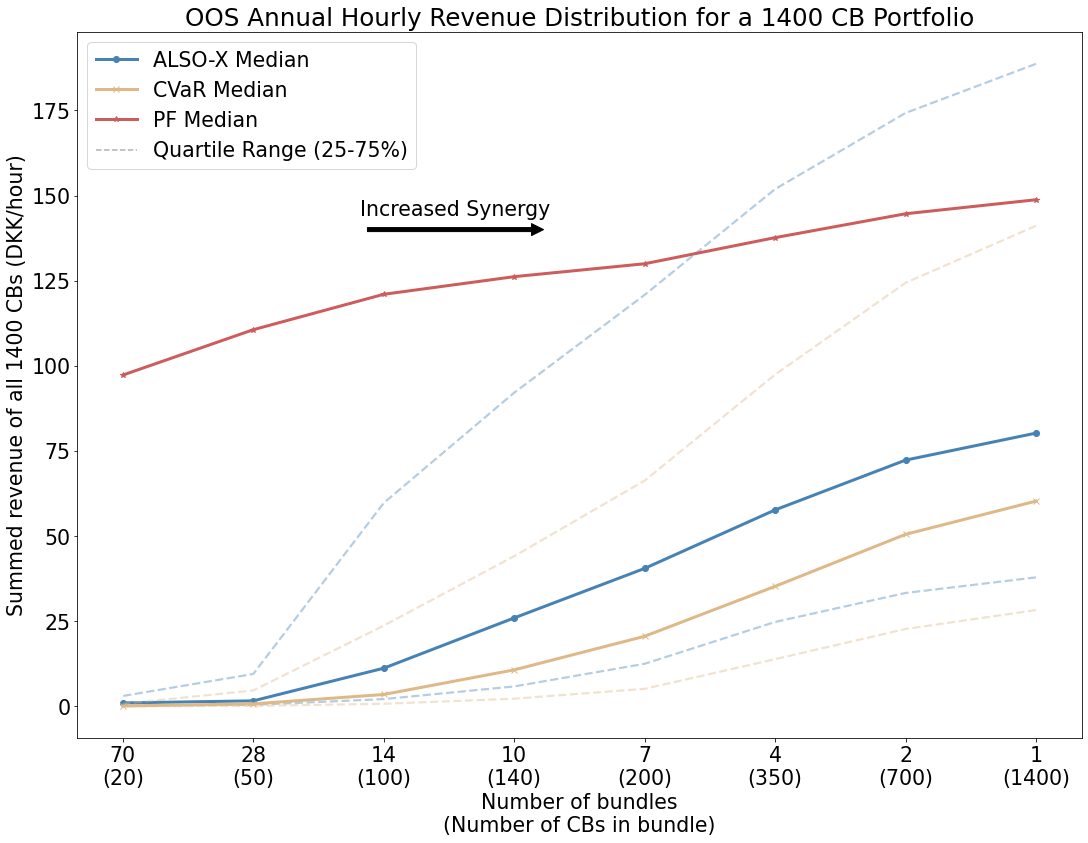 OOS Annual Hourly Revenue Distribution for a 1400 CB Portfolio
ALSO-X Median
CVaR Median
PF Median
Quartile Range (25-75%)
Increased Synergy
Summed revenue of all 1400 CBs (DKK/hour)
175
150
125
100
75
50
25
0
70 28 14 10 7 4 2 1
(20) (50) (100) (140) (200) (350) (700) (1400)
Number of bundles
(Number of CBs in bundle)